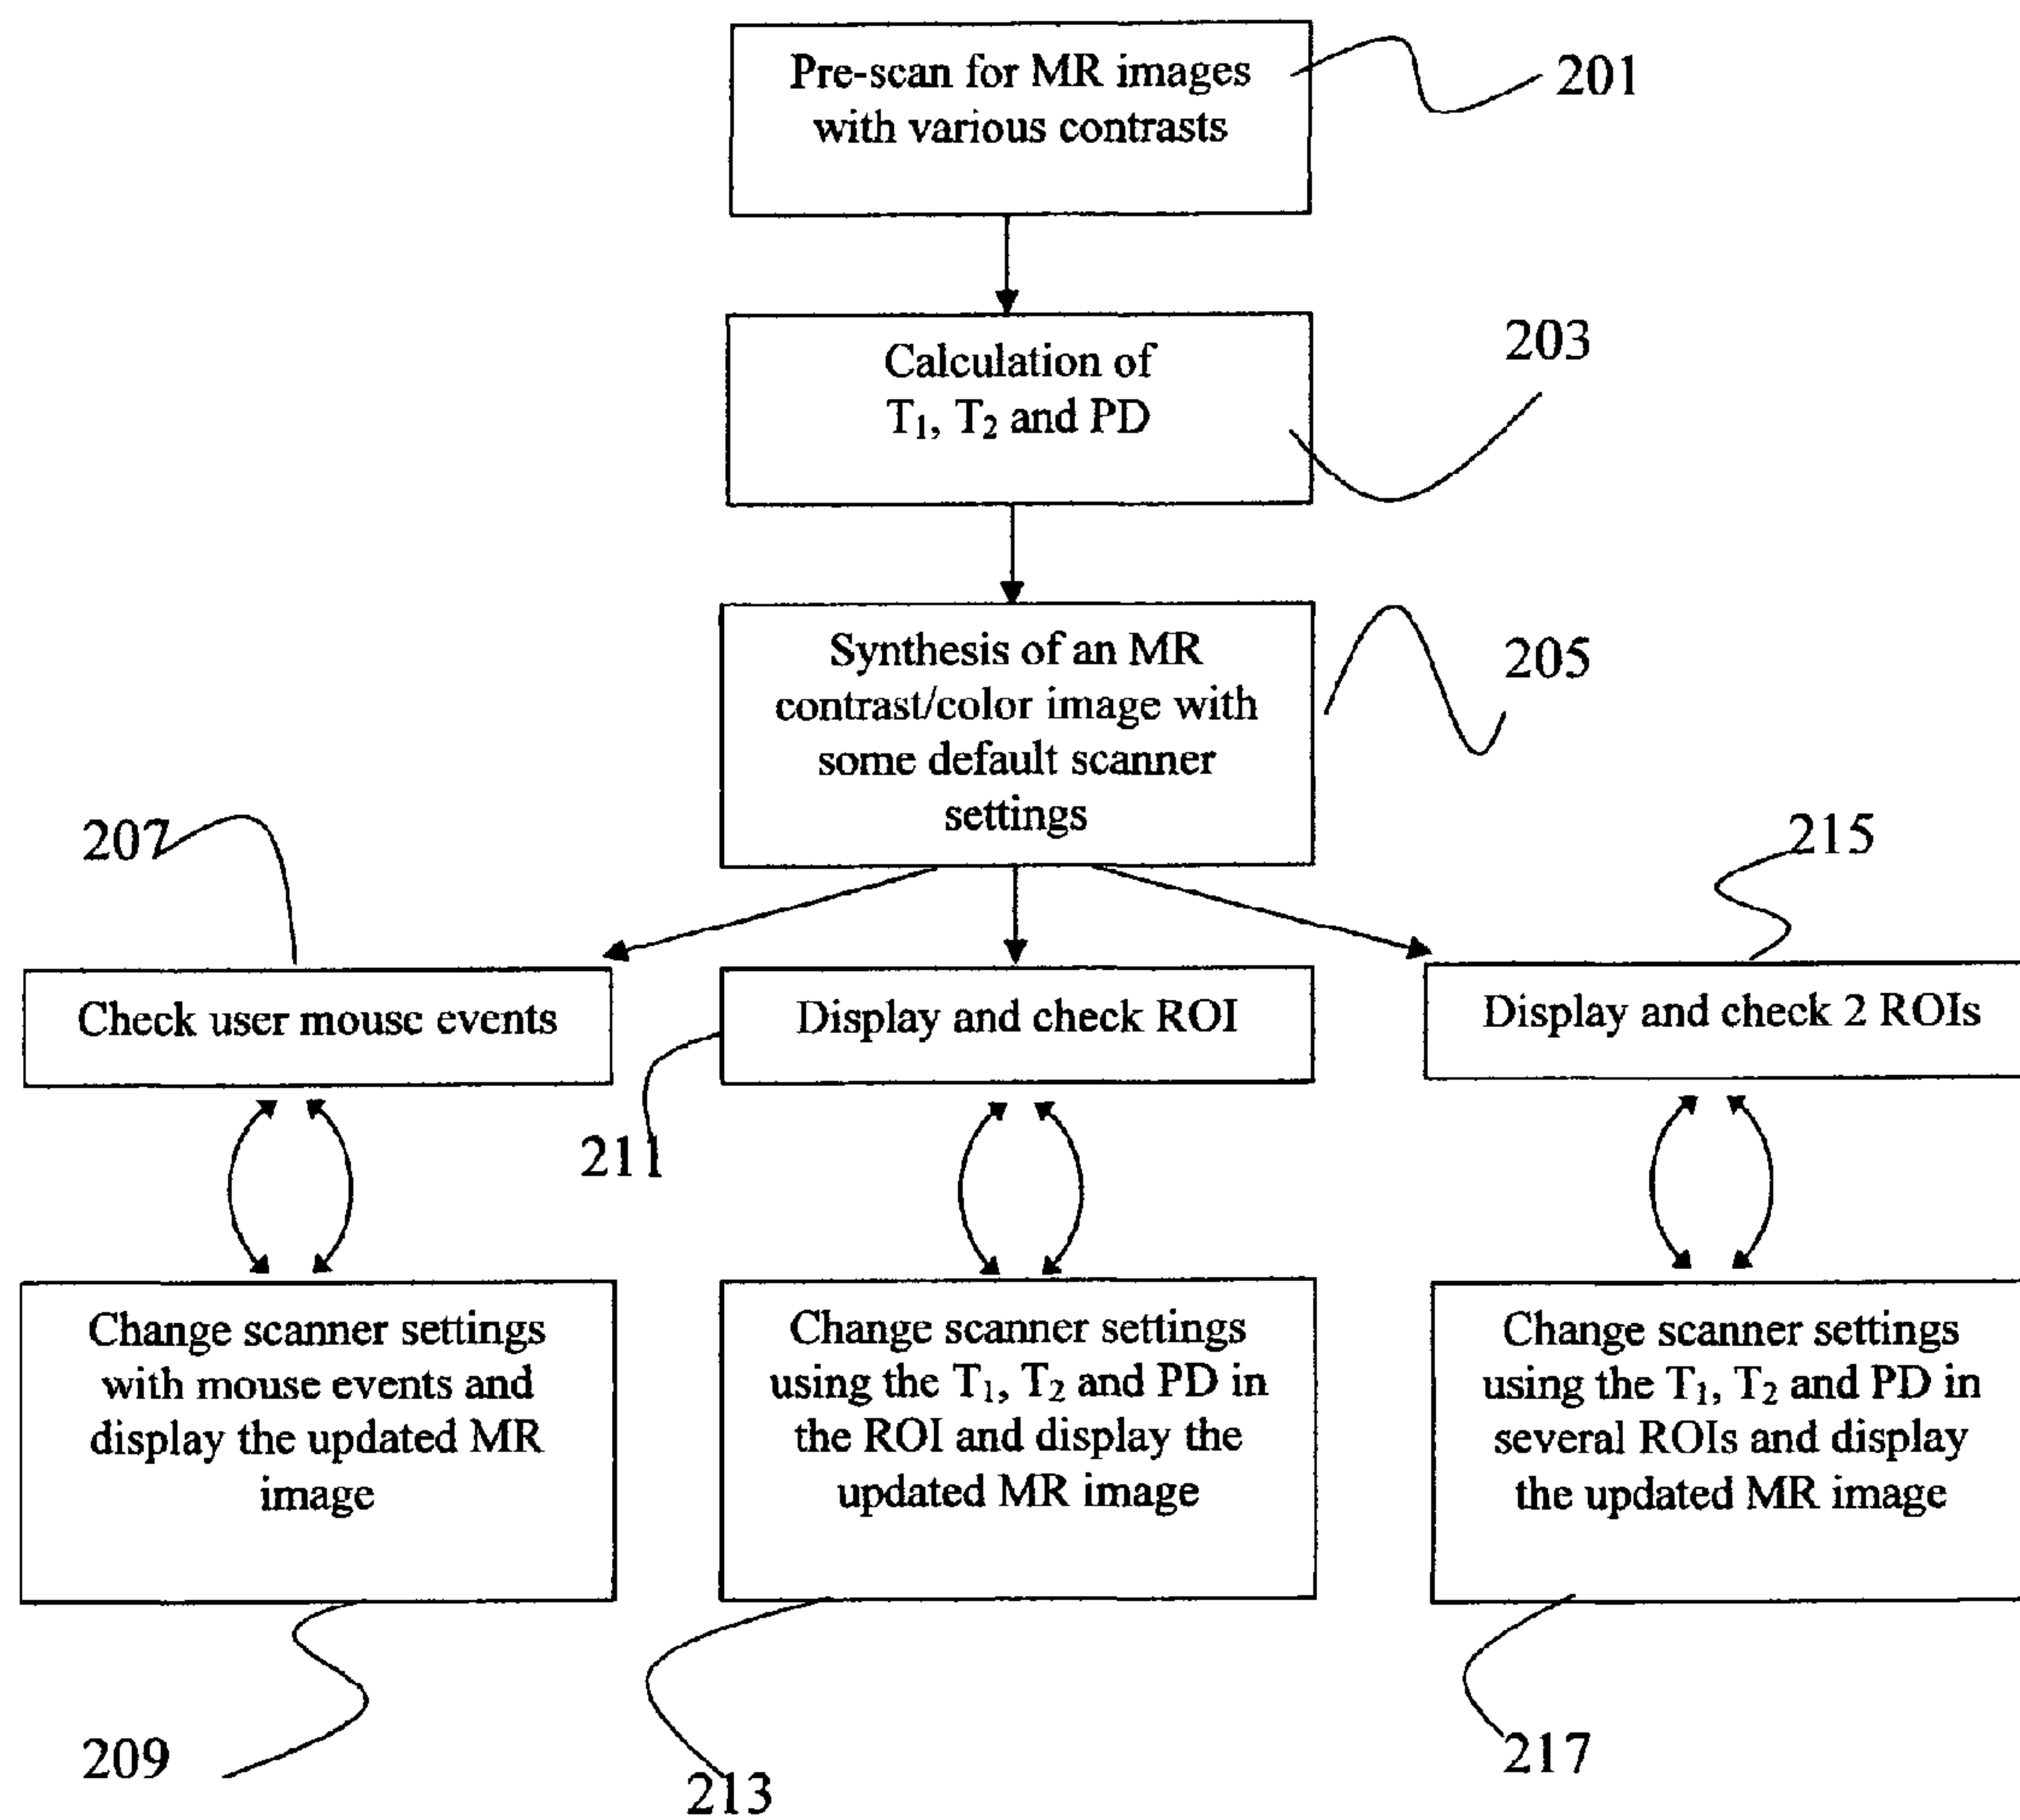 Pre-scan for MR images
with various contrasts
201
Calculation of
T₁, T₂ and PD
203
Synthesis of an MR
contrast/color image with
some default scanner
settings
205
207
215
Check user mouse events
Display and check ROI
Display and check 2 ROIs
211
Change scanner settings
with mouse events and
display the updated MR
image
Change scanner settings
using the T₁, T₂ and PD in
the ROI and display the
updated MR image
Change scanner settings
using the T₁, T₂ and PD in
several ROIs and display
the updated MR image
209
213
217